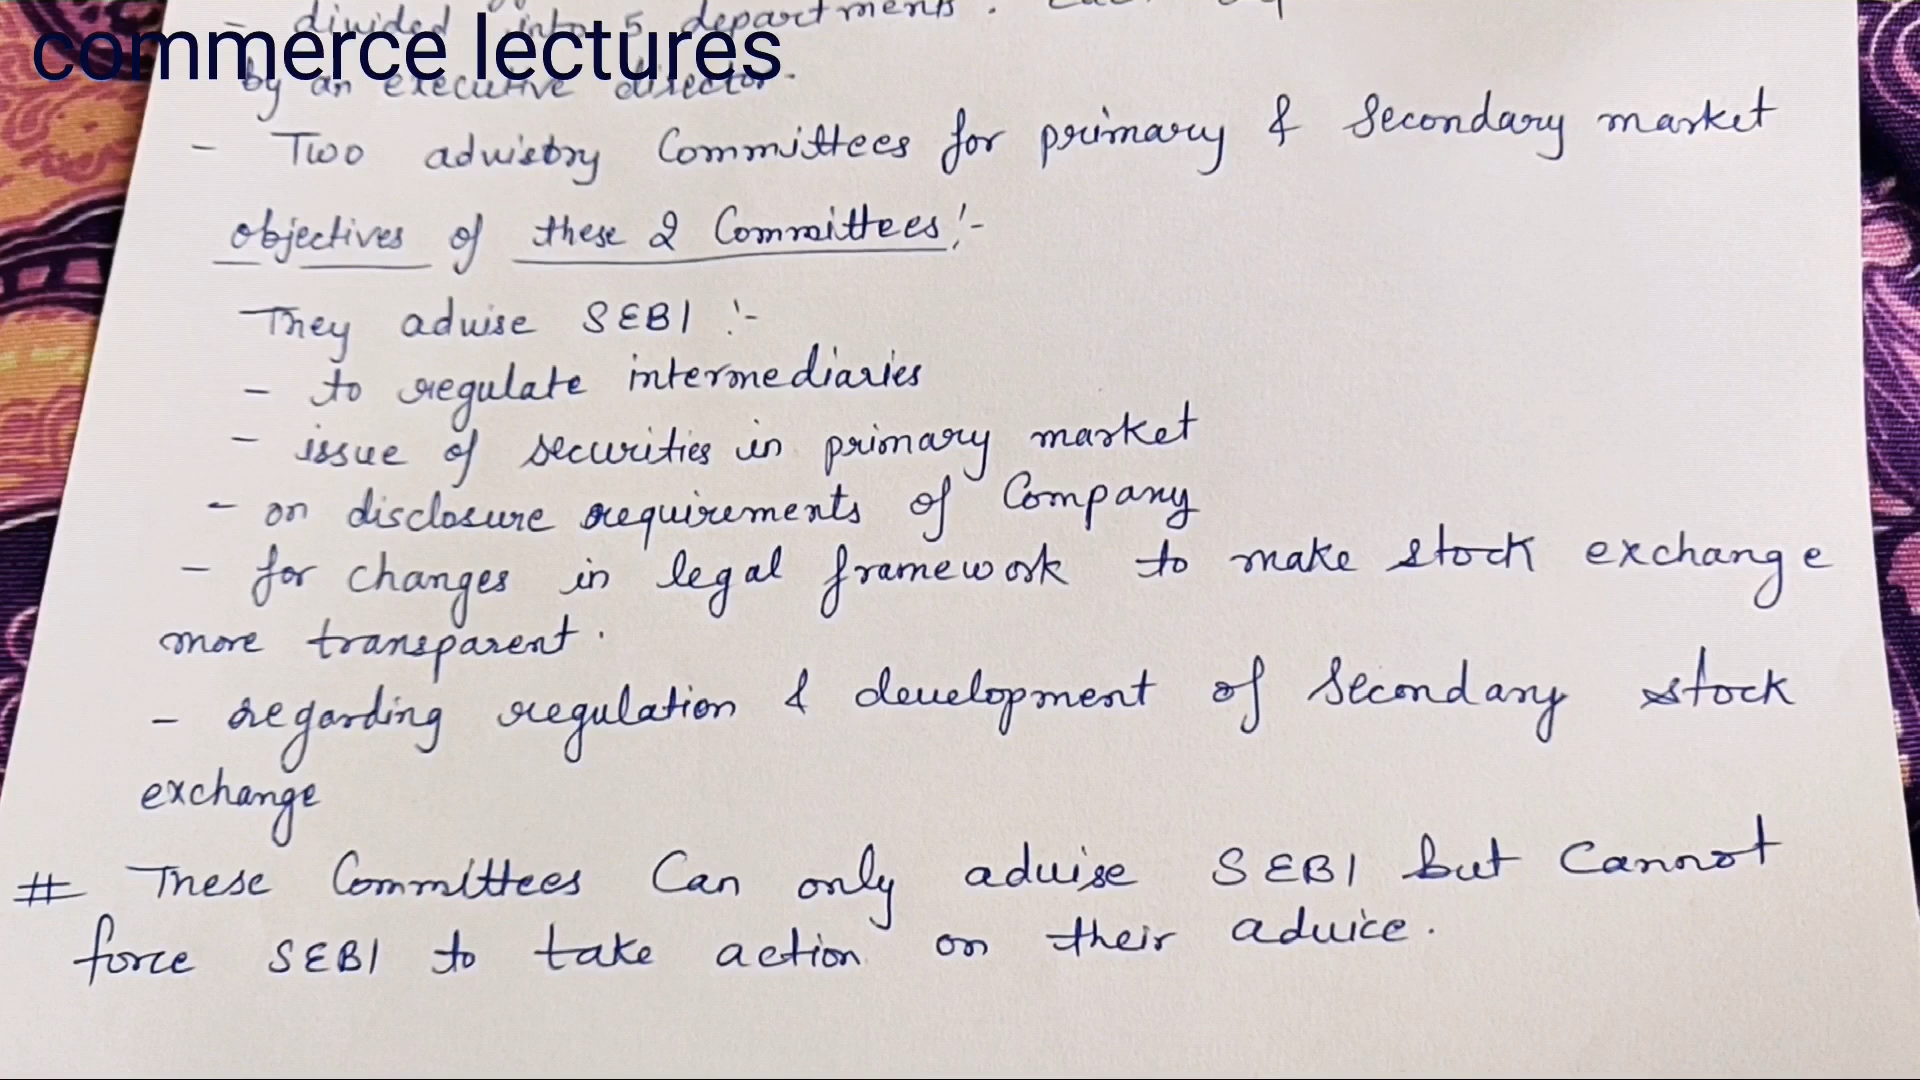 commerce lectures
- divided into 5 departments.
by an executive director.
- Two advistory Committees for primary & Secondary market
objectives of these 2 Committees :-
They advise SEBI :-
- to regulate intermediaries
- issue of securities in primary market
- on disclosure requirements of Company
- for changes in legal framework to make stock exchange
more transparent.
- regarding regulation & development of Secondary stock
exchange
# These Committees Can only advise SEBI but Cannot
force SEBI to take action on their advice.